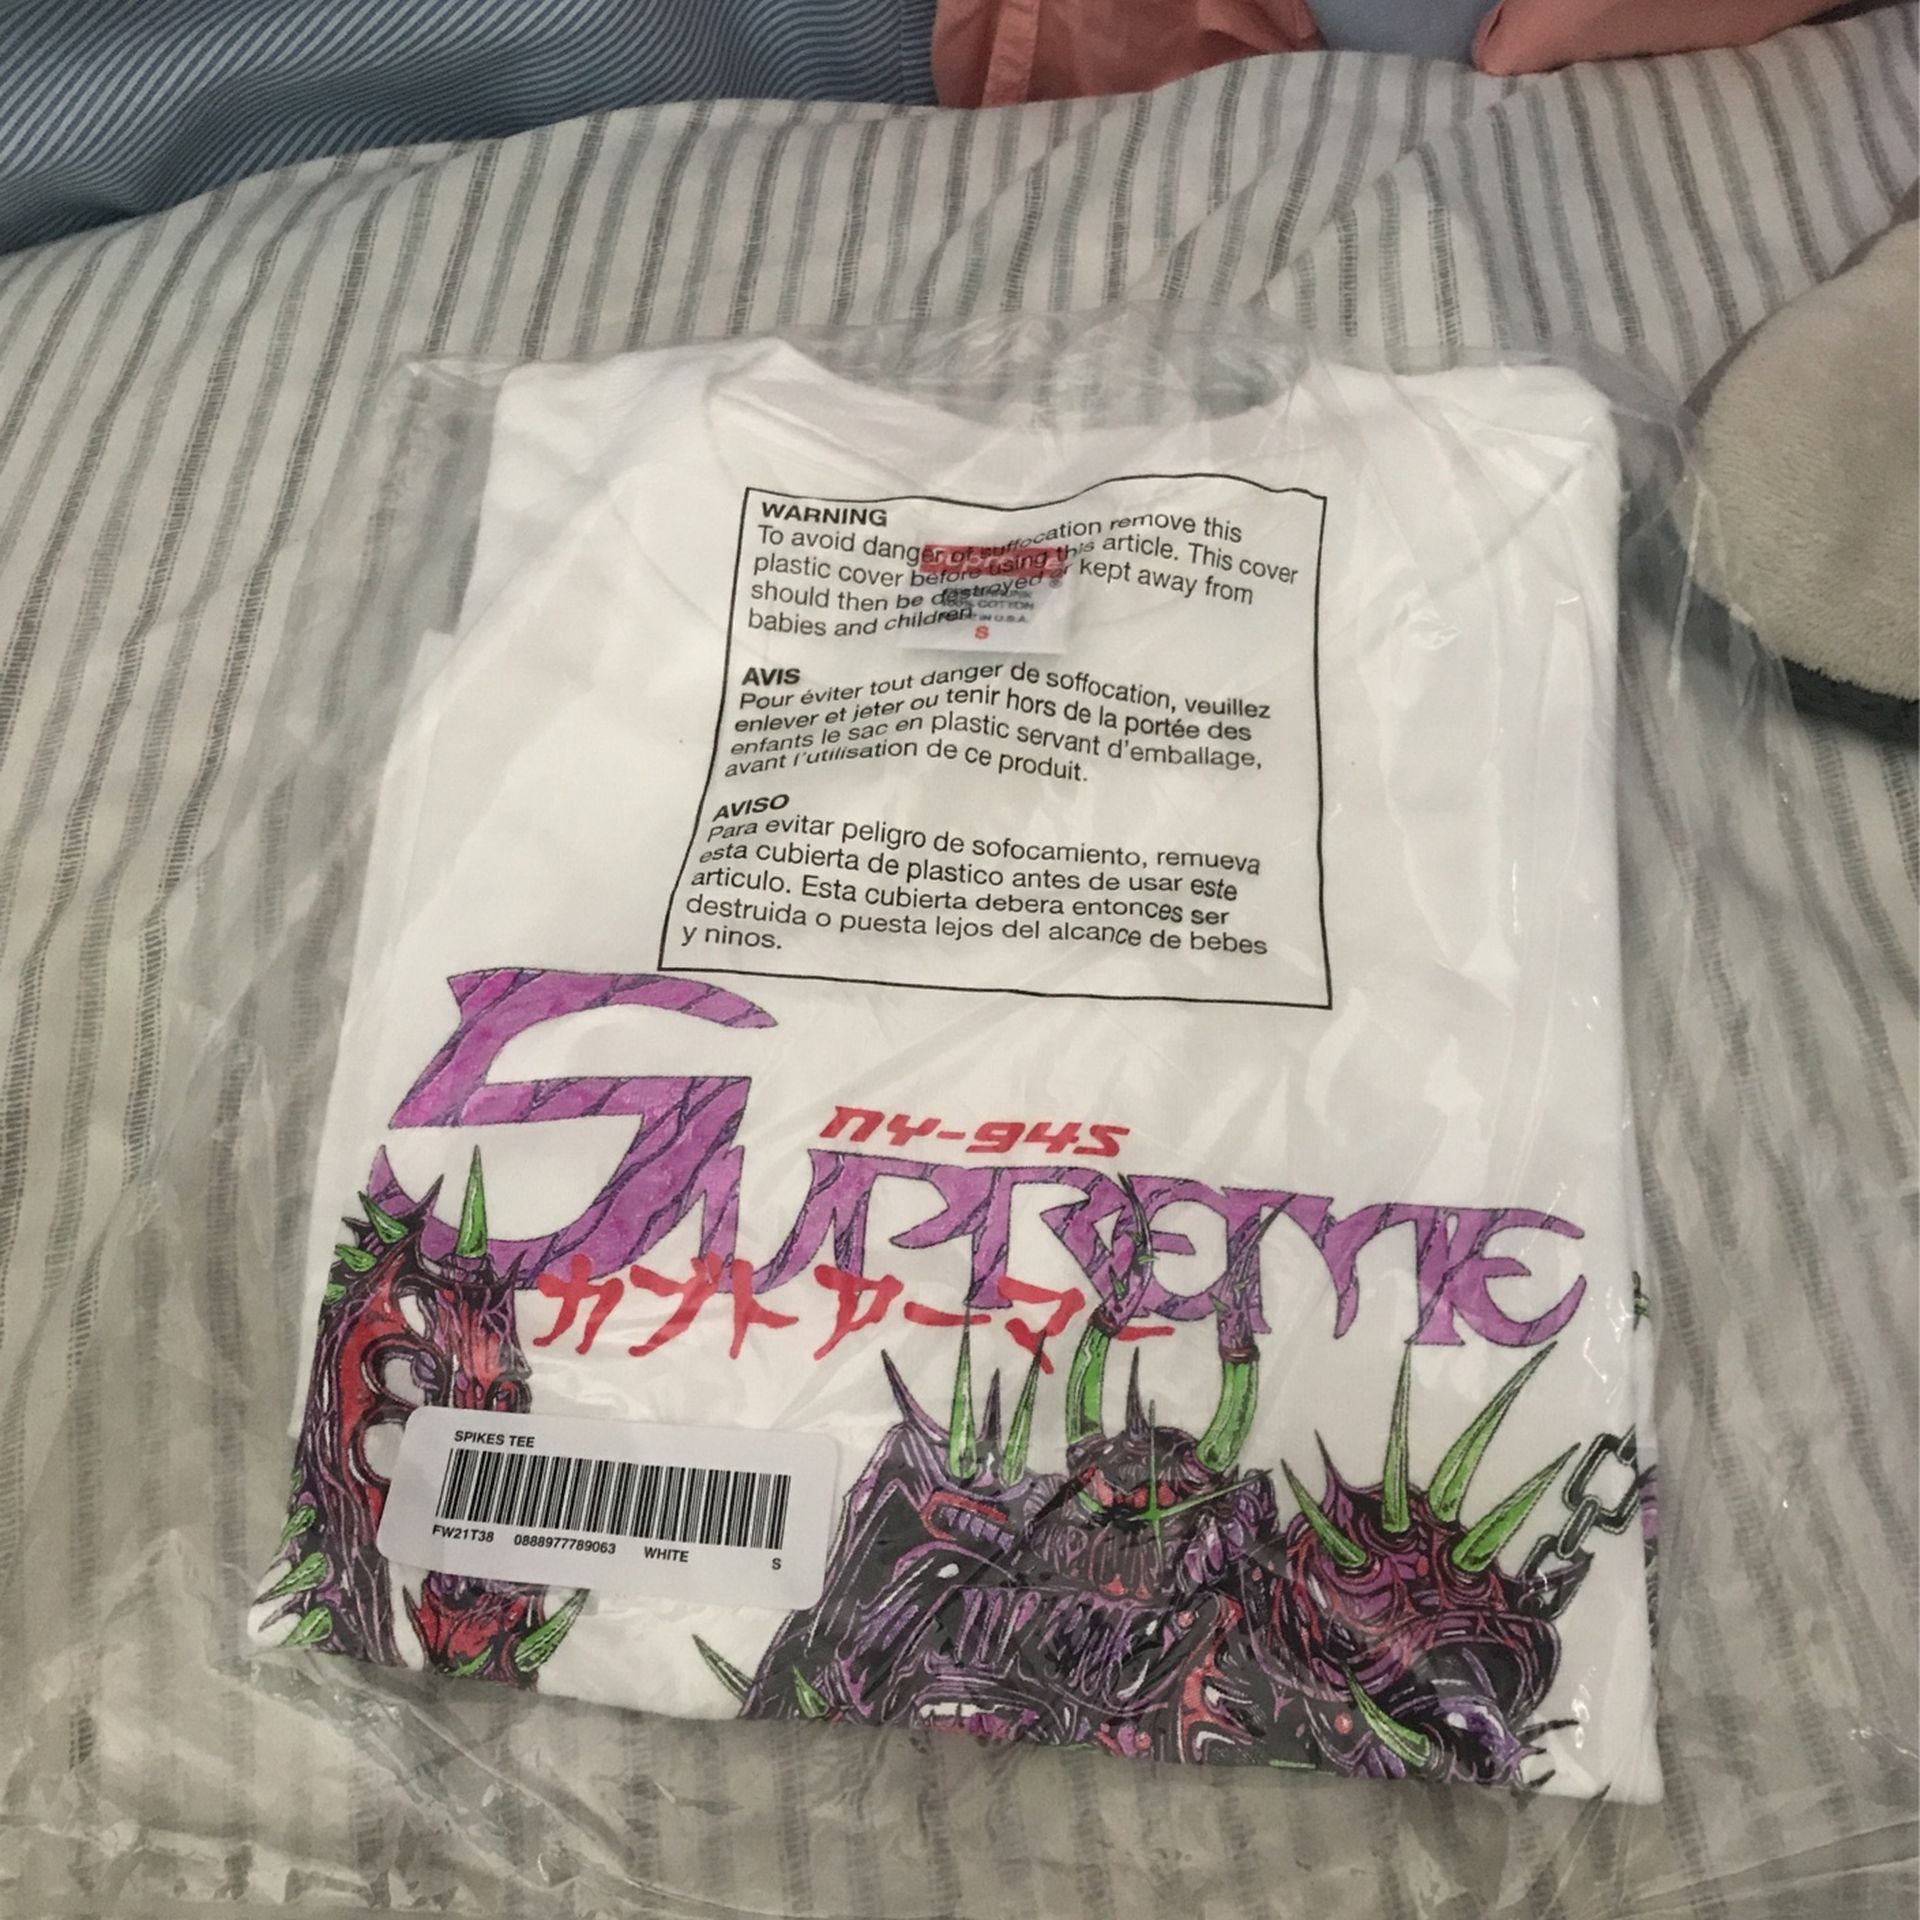 WARNING
To avoid danger of suffocation remove this
plastic cover before using this article. This cover
should then be destroyed or kept away from
babies and children.
Supreme
100% COTTON
IN U.S.A.
S
AVIS
Pour éviter tout danger de soffocation, veuillez
enlever et jeter ou tenir hors de la portée des
enfants le sac en plastic servant d'emballage,
avant l'utilisation de ce produit.
AVISO
Para evitar peligro de sofocamiento, remueva
esta cubierta de plastico antes de usar este
articulo. Esta cubierta debera entonces ser
destruida o puesta lejos del alcance de bebes
y ninos.
NY-94S
SUPREME
カブトアーマー
SPIKES TEE
FW21T38 0888977789063 WHITE S